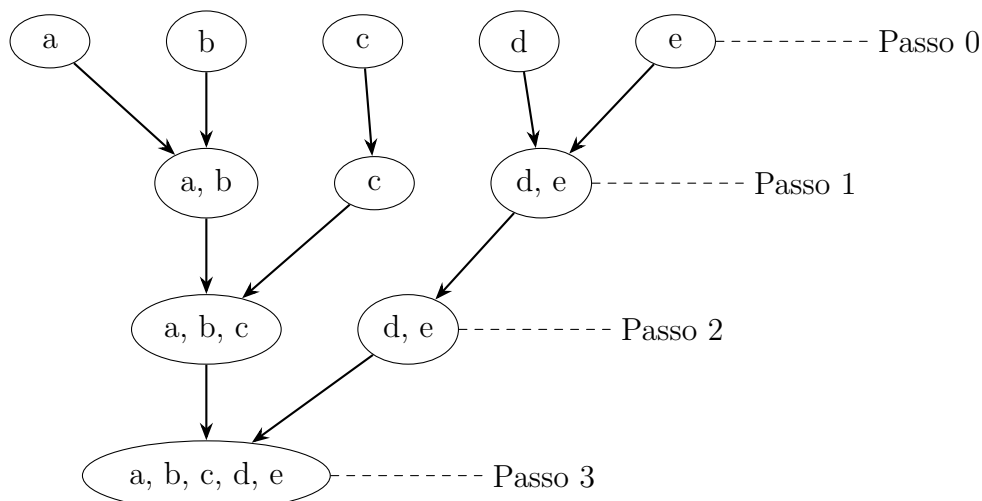 a b c d e Passo 0
a, b c d, e Passo 1
a, b, c d, e Passo 2
a, b, c, d, e Passo 3